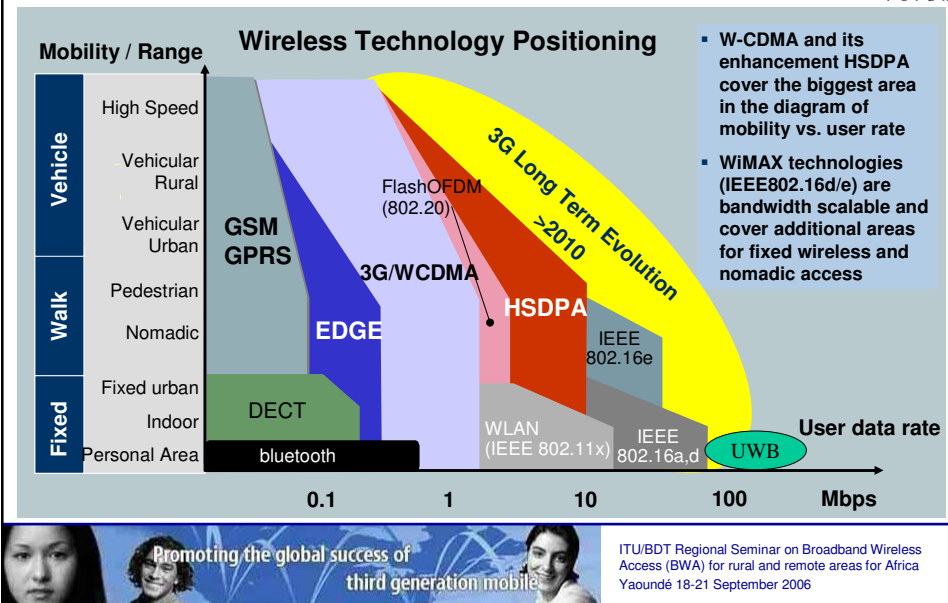 Wireless Technology Positioning
Mobility / Range
Vehicle
High Speed
Vehicular
Rural
Vehicular
Urban
Walk
Pedestrian
Nomadic
Fixed
Fixed urban
Indoor
Personal Area
GSM
GPRS
EDGE
3G/WCDMA
FlashOFDM
(802.20)
HSDPA
3G Long Term Evolution
>2010
IEEE
802.16e
DECT
bluetooth
WLAN
(IEEE 802.11x)
IEEE
802.16a,d
UWB
User data rate
0.1 1 10 100 Mbps
▪ W-CDMA and its
enhancement HSDPA
cover the biggest area
in the diagram of
mobility vs. user rate
▪ WiMAX technologies
(IEEE802.16d/e) are
bandwidth scalable and
cover additional areas
for fixed wireless and
nomadic access
Promoting the global success of
third generation mobile
ITU/BDT Regional Seminar on Broadband Wireless
Access (BWA) for rural and remote areas for Africa
Yaoundé 18-21 September 2006